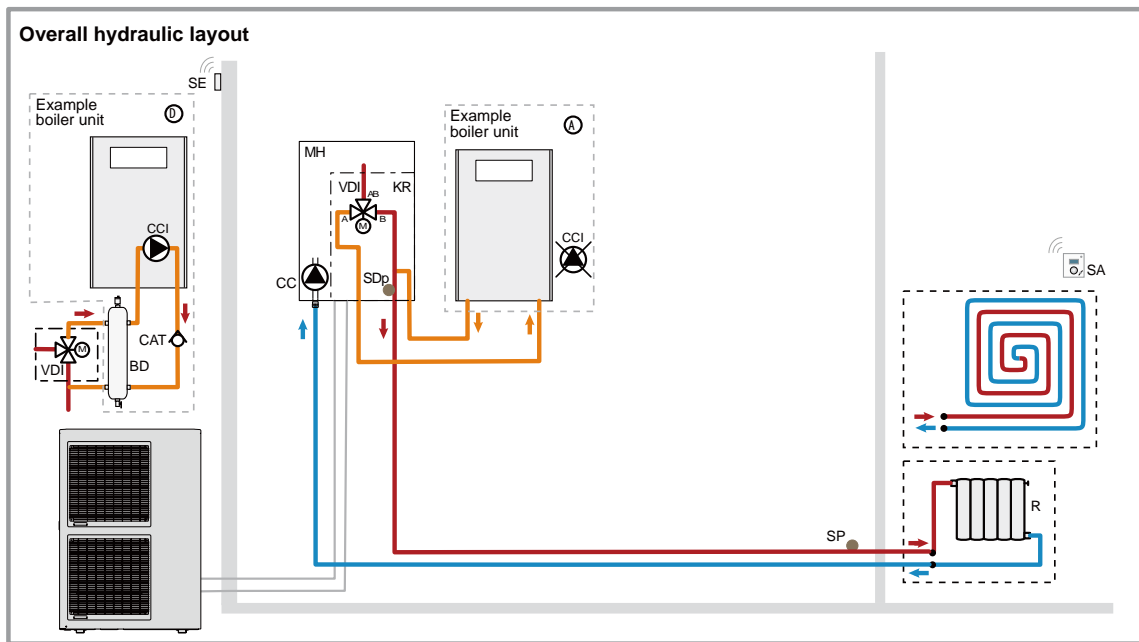 Overall hydraulic layout
SE
Example
boiler unit
D
CCI
CAT
VDI
M
BD
MH
VDI
KR
AB
A
B
M
CC
SDp
Example
boiler unit
A
CCI
SA
SP
R